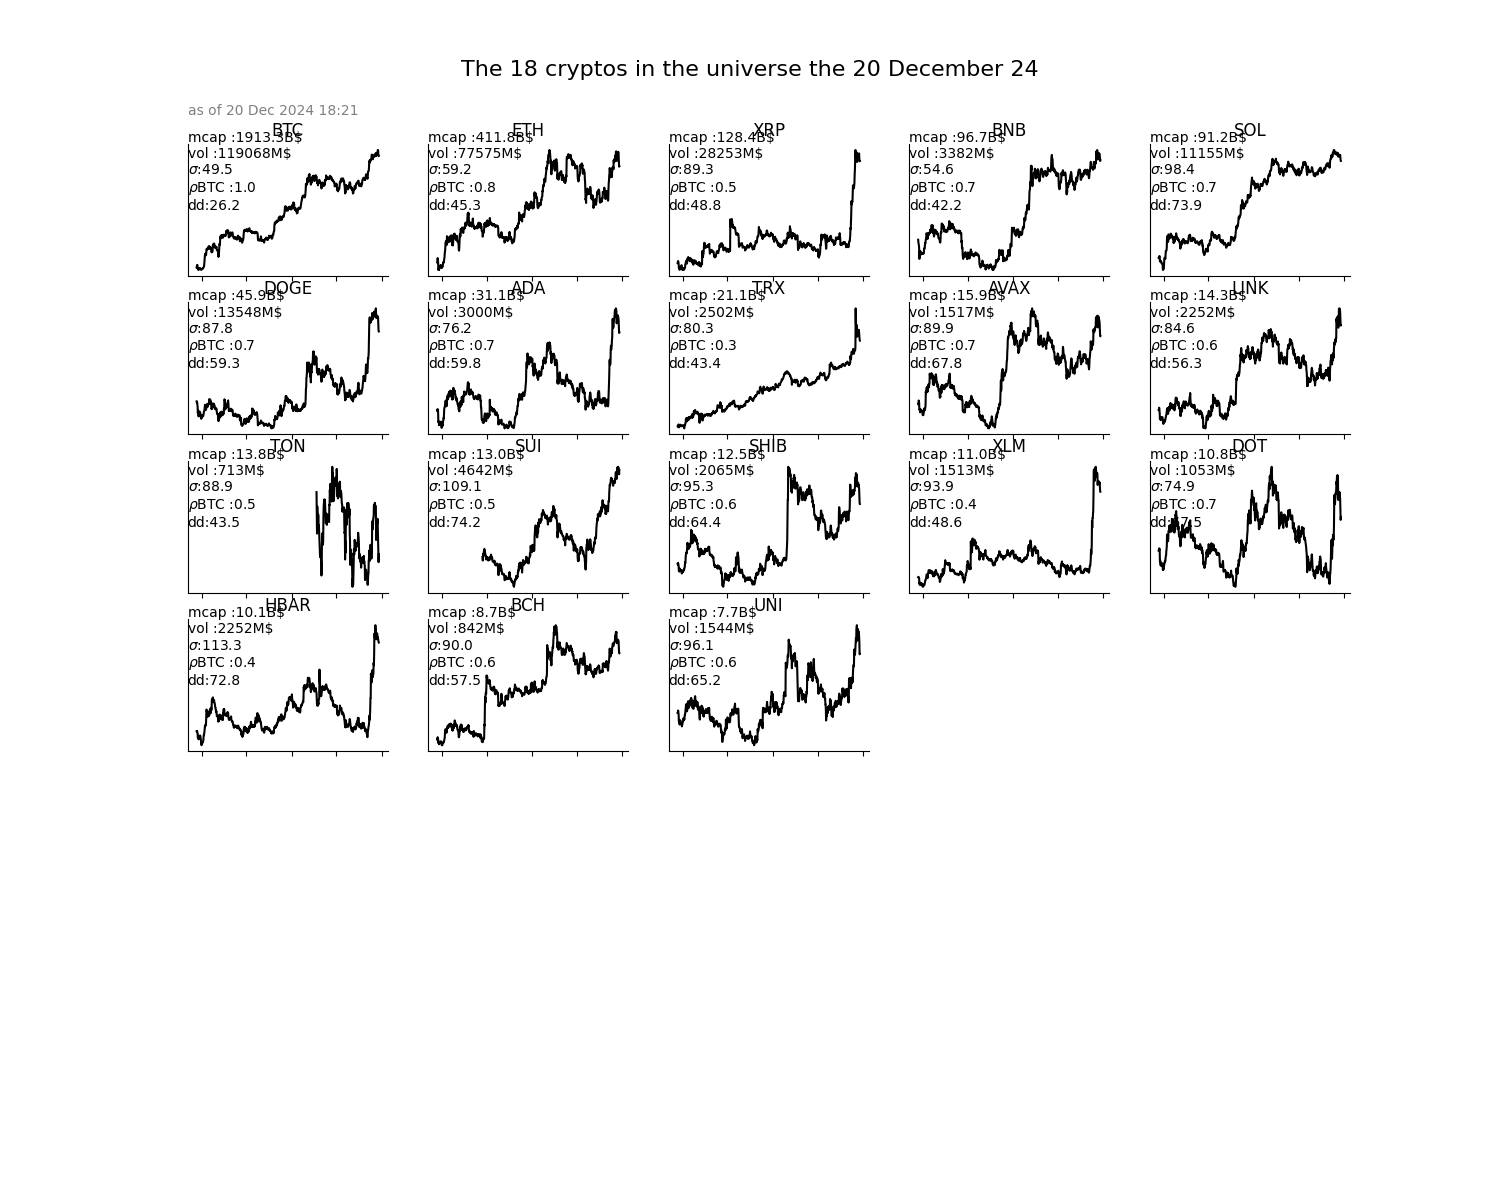 The 18 cryptos in the universe the 20 December 24
as of 20 Dec 2024 18:21
BTC
mcap :1913.3B$
vol :119068M$
σ:49.5
ρBTC :1.0
dd:26.2
ETH
mcap :411.8B$
vol :77575M$
σ:59.2
ρBTC :0.8
dd:45.3
XRP
mcap :128.4B$
vol :28253M$
σ:89.3
ρBTC :0.5
dd:48.8
BNB
mcap :96.7B$
vol :3382M$
σ:54.6
ρBTC :0.7
dd:42.2
SOL
mcap :91.2B$
vol :11155M$
σ:98.4
ρBTC :0.7
dd:73.9
DOGE
mcap :45.9B$
vol :13548M$
σ:87.8
ρBTC :0.7
dd:59.3
ADA
mcap :31.1B$
vol :3000M$
σ:76.2
ρBTC :0.7
dd:59.8
TRX
mcap :21.1B$
vol :2502M$
σ:80.3
ρBTC :0.3
dd:43.4
AVAX
mcap :15.9B$
vol :1517M$
σ:89.9
ρBTC :0.7
dd:67.8
LINK
mcap :14.3B$
vol :2252M$
σ:84.6
ρBTC :0.6
dd:56.3
TON
mcap :13.8B$
vol :713M$
σ:88.9
ρBTC :0.5
dd:43.5
SUI
mcap :13.0B$
vol :4642M$
σ:109.1
ρBTC :0.5
dd:74.2
SHIB
mcap :12.5B$
vol :2065M$
σ:95.3
ρBTC :0.6
dd:64.4
XLM
mcap :11.0B$
vol :1513M$
σ:93.9
ρBTC :0.4
dd:48.6
DOT
mcap :10.8B$
vol :1053M$
σ:74.9
ρBTC :0.7
HBAR
mcap :10.1B$
vol :2252M$
σ:113.3
ρBTC :0.4
dd:72.8
BCH
mcap :8.7B$
vol :842M$
σ:90.0
ρBTC :0.6
dd:57.5
UNI
mcap :7.7B$
vol :1544M$
σ:96.1
ρBTC :0.6
dd:65.2